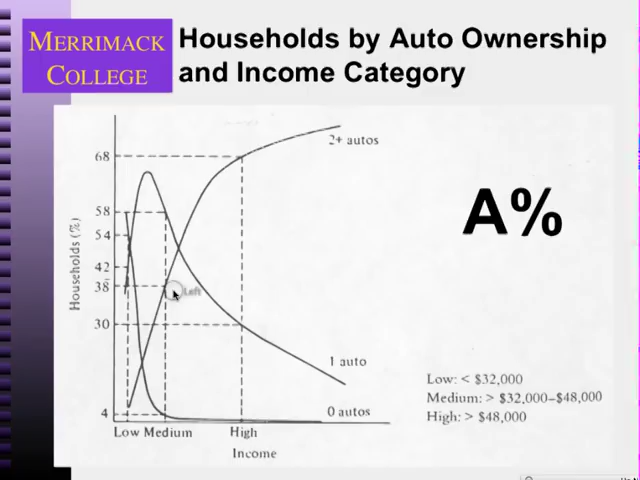 MERRIMACK
COLLEGE
Households by Auto Ownership
and Income Category
2+ autos
68
58
54
42
38
30
4
Households (%)
A%
Left
1 auto
0 autos
Low: < $32,000
Medium: > $32,000–$48,000
High: > $48,000
Low Medium
High
Income